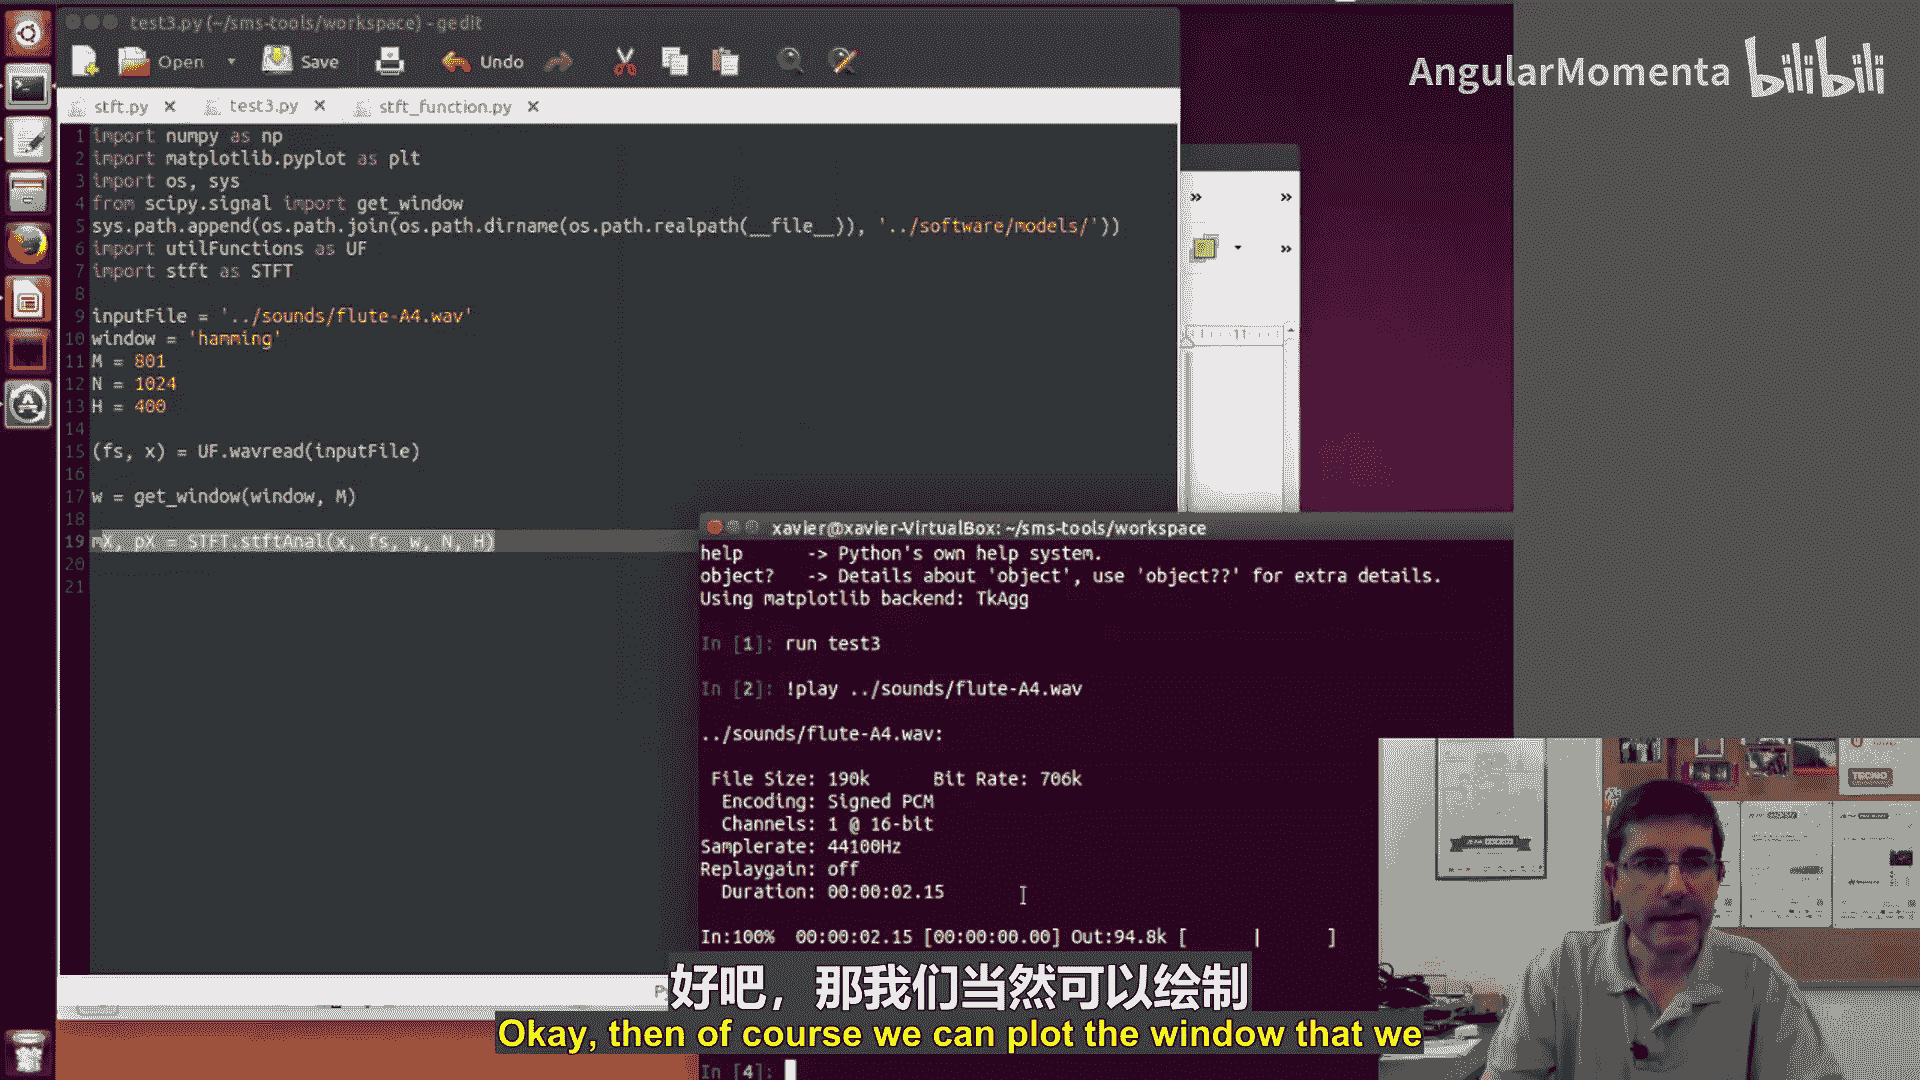 test3.py (~/sms-tools/workspace) - gedit
Open
Save
Undo
stft.py
test3.py
stft_function.py
AngularMomenta bilibili
1 import numpy as np
2 import matplotlib.pyplot as plt
3 import os, sys
4 from scipy.signal import get_window
5 sys.path.append(os.path.join(os.path.dirname(os.path.realpath(__file__)), '../software/models/'))
6 import utilFunctions as UF
7 import stft as STFT
8
9 inputFile = '../sounds/flute-A4.wav'
10 window = 'hamming'
11 M = 801
12 N = 1024
13 H = 400
14
15 (fs, x) = UF.wavread(inputFile)
16
17 w = get_window(window, M)
18
19 mX, pX = STFT.stftAnal(x, fs, w, N, H)
20
21
11
xavier@xavier-VirtualBox: ~/sms-tools/workspace
help -> Python's own help system.
object? -> Details about 'object', use 'object??' for extra details.
Using matplotlib backend: TkAgg
In [1]: run test3
In [2]: !play ../sounds/flute-A4.wav
../sounds/flute-A4.wav:
File Size: 190k Bit Rate: 706k
Encoding: Signed PCM
Channels: 1 @ 16-bit
Samplerate: 44100Hz
Replaygain: off
Duration: 00:00:02.15
In:100% 00:00:02.15 [00:00:00.00] Out:94.8k [ | ]
In [4]:
TECNO
好吧，那我们当然可以绘制
Okay, then of course we can plot the window that we